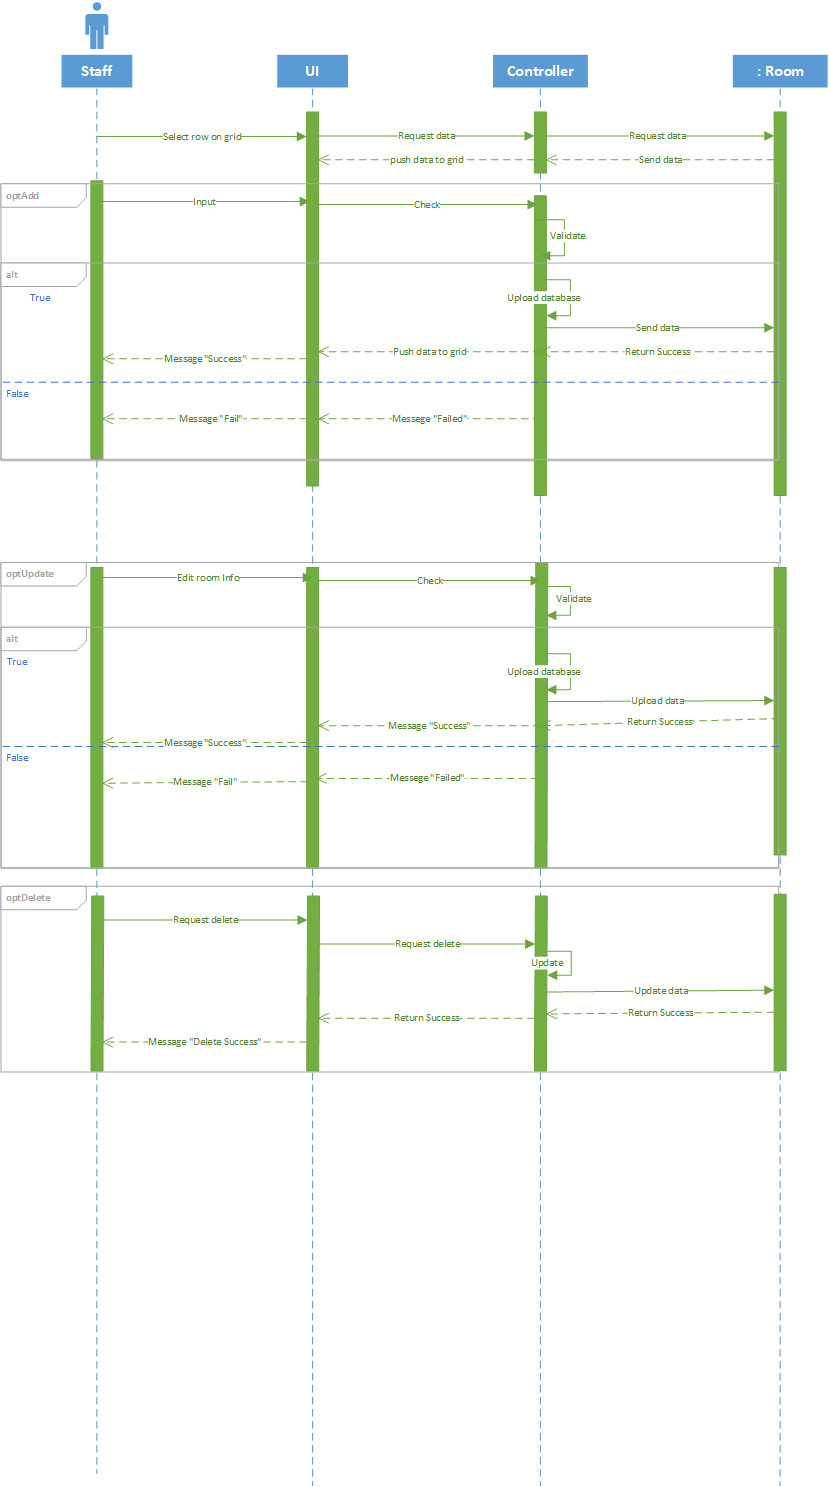 Staff
UI
Controller
: Room
Select row on grid
Request data
Request data
push data to grid
Send data
optAdd
Input
Check
Validate
alt
True
Upload database
Send data
Push data to grid
Return Success
Message "Success"
False
Message "Fail"
Messege "Failed"
optUpdate
Edit room Info
Check
Validate
alt
True
Upload database
Upload data
Message "Success"
Return Success
Message "Success"
False
Message "Fail"
Messege "Failed"
optDelete
Request delete
Request delete
Update
Update data
Return Success
Return Success
Message "Delete Success"